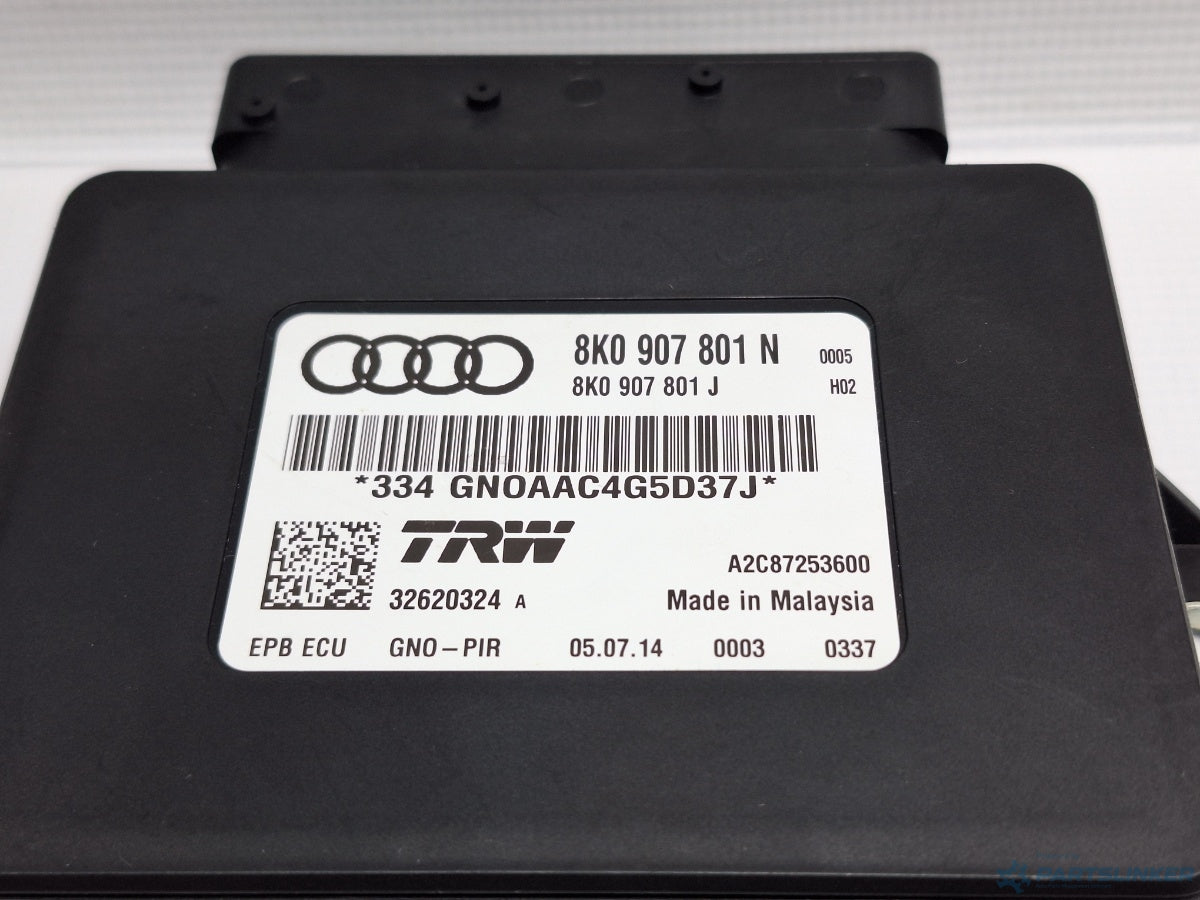 8K0 907 801 N 0005
8K0 907 801 J H02
*334 GNOAAC4G5D37J*
TRW
A2C87253600
32620324 A Made in Malaysia
EPB ECU GNO-PIR 05.07.14 0003 0337